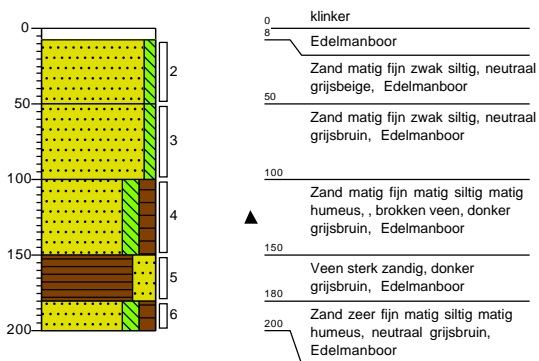 0
50
100
150
200
2
3
4
5
6
0
klinker
8
Edelmanboor
Zand matig fijn zwak siltig, neutraal
grijsbeige, Edelmanboor
50
Zand matig fijn zwak siltig, neutraal
grijsbruin, Edelmanboor
100
Zand matig fijn matig siltig matig
humeus, , brokken veen, donker
grijsbruin, Edelmanboor
150
Veen sterk zandig, donker
grijsbruin, Edelmanboor
180
Zand zeer fijn matig siltig matig
humeus, neutraal grijsbruin,
Edelmanboor
200